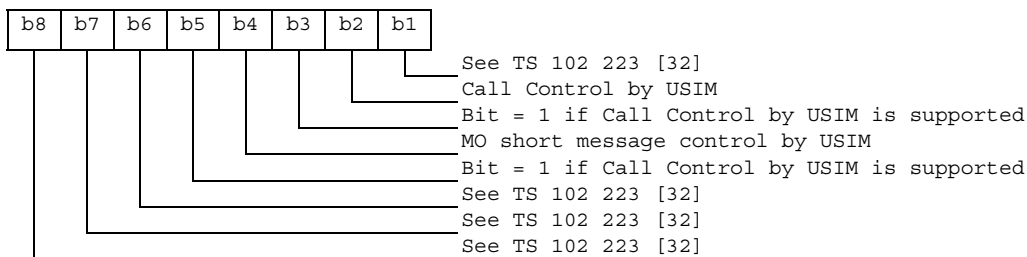 b8 b7 b6 b5 b4 b3 b2 b1
See TS 102 223 [32]
Call Control by USIM
Bit = 1 if Call Control by USIM is supported
MO short message control by USIM
Bit = 1 if Call Control by USIM is supported
See TS 102 223 [32]
See TS 102 223 [32]
See TS 102 223 [32]